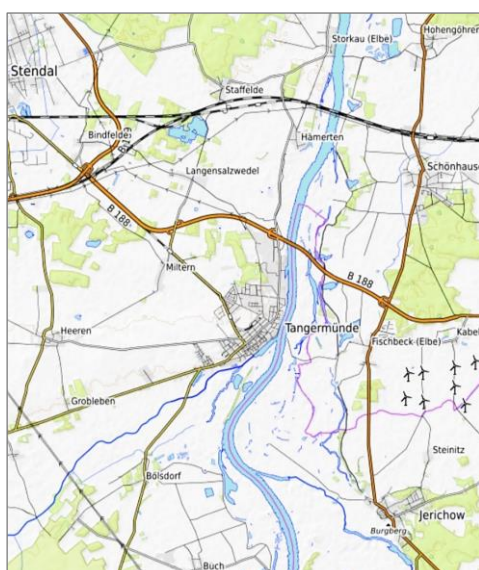 Hohengöhren
Storkau (Elbe)
Stendal
Staffelde
Bindfelde
Hämerten
Langensalzwedel
Schönhause
B 188
B 188
Miltern
B 188
Tangermünde
Heeren
Kabel
Fischbeck (Elbe)
Grobleben
Steinitz
Bölsdorf
Jerichow
Burgberg
Buch